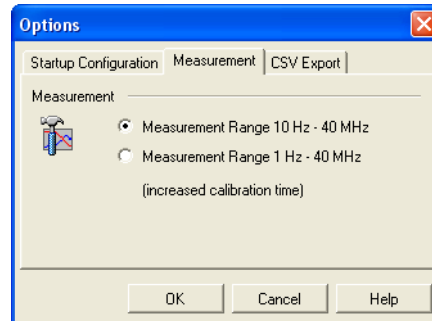 Options
Startup Configuration Measurement CSV Export
Measurement
Measurement Range 10 Hz - 40 MHz
Measurement Range 1 Hz - 40 MHz
(increased calibration time)
OK Cancel Help